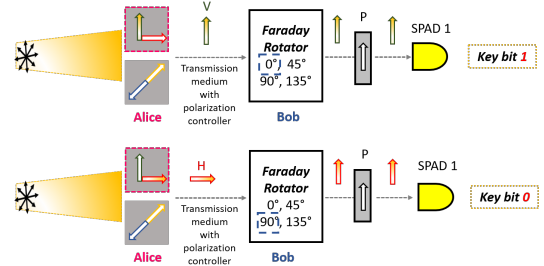 V
Faraday
Rotator
0°, 45°
90°, 135°
P
SPAD 1
Key bit 1
Transmission
medium
with
polarization
controller
Alice
Bob
H
Faraday
Rotator
0°, 45°
90°, 135°
P
SPAD 1
Key bit 0
Transmission
medium
with
polarization
controller
Alice
Bob